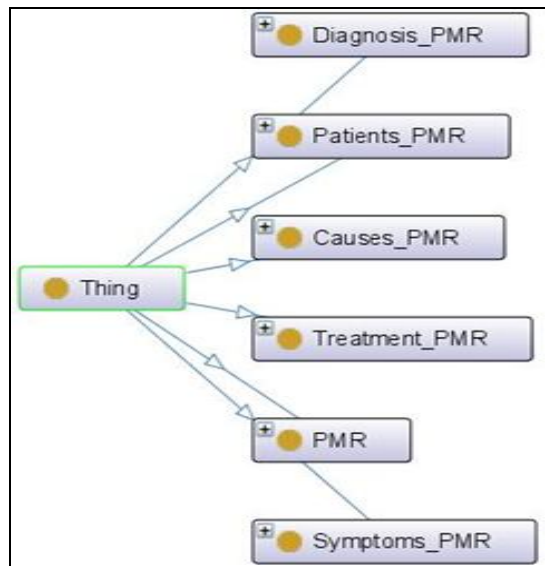 Diagnosis_PMR
Patients_PMR
Causes_PMR
Thing
Treatment_PMR
PMR
Symptoms_PMR